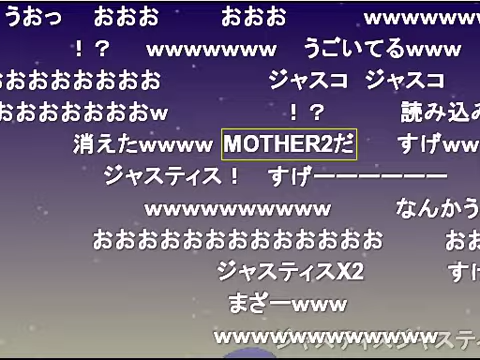 うおっ おおお おおお wwwwwww
！？ wwwwwww うごいてるwww
おおおおおおおお ジャスコ ジャスコ
おおおおおおおw ！？ 読み込み
消えたwwww MOTHER2だ すげww
ジャスティス！ すげーーーーーー
wwwwwwwwww なんかう
おおおおおおおおおおおおお おお
ジャスティスX2 すげ
まざーwww
wwwwwwwwwwww